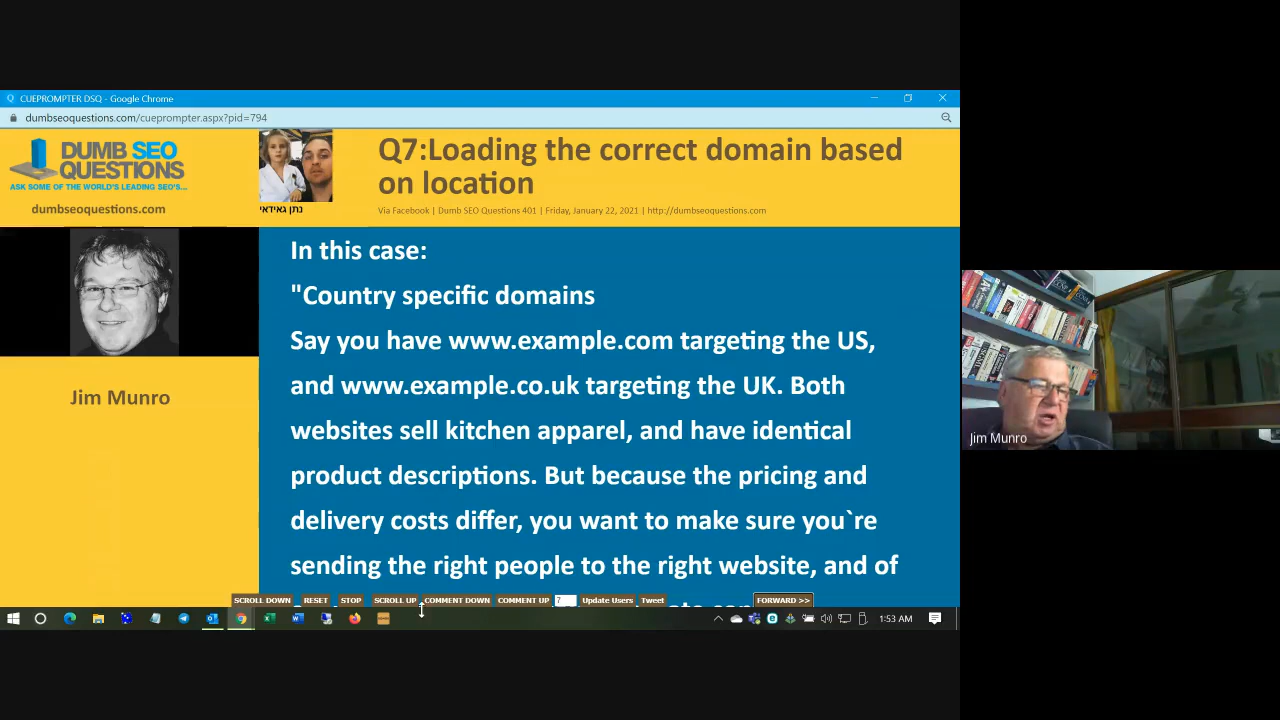 CUEPROMPTER DSQ - Google Chrome
dumbseoquestions.com/cueprompter.aspx?pid=794
DUMB SEO
QUESTIONS
ASK SOME OF THE WORLD'S LEADING SEO'S...
dumbseoquestions.com
נתן גאידאי
Q7:Loading the correct domain based
on location
Via Facebook | Dumb SEO Questions 401 | Friday, January 22, 2021 | http://dumbseoquestions.com
Jim Munro
In this case:
"Country specific domains
Say you have www.example.com targeting the US,
and www.example.co.uk targeting the UK. Both
websites sell kitchen apparel, and have identical
product descriptions. But because the pricing and
delivery costs differ, you want to make sure you`re
sending the right people to the right website, and of
SCROLL DOWN RESET STOP SCROLL UP COMMENT DOWN COMMENT UP 7 Update Users Tweet FORWARD >>
1:53 AM
Jim Munro